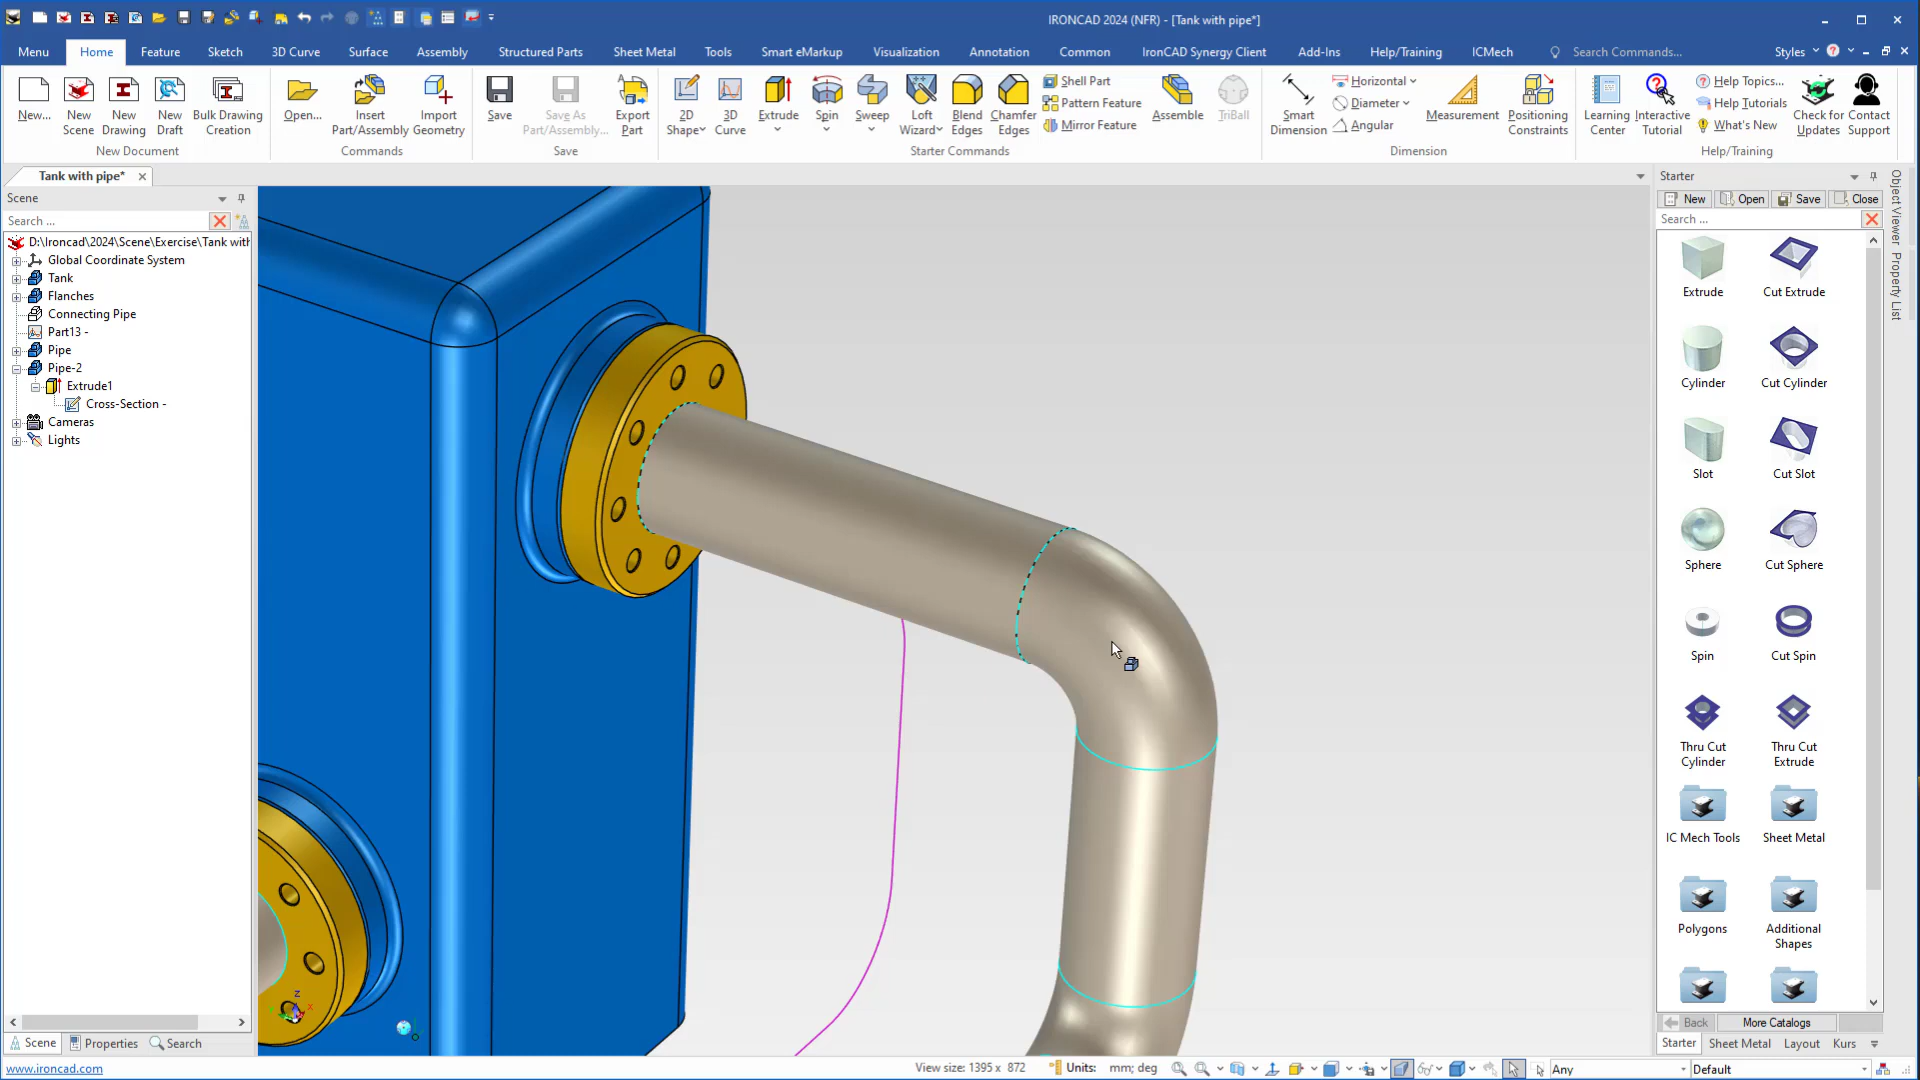 IRONCAD 2024 (NFR) - [Tank with pipe*]
Menu Home Feature Sketch 3D Curve Surface Assembly Structured Parts Sheet Metal Tools Smart eMarkup Visualization Annotation Common IronCAD Synergy Client Add-Ins Help/Training ICMech Search Commands... Styles
New... New Scene New Drawing New Draft Bulk Drawing Creation
New Document
Open... Insert Part/Assembly Import Geometry
Commands
Save Save As Part/Assembly... Export Part
Save
2D Shape 3D Curve Extrude Spin Sweep Loft Wizard Blend Edges Chamfer Edges
Shell Part
Pattern Feature
Mirror Feature
Assemble TriBall
Starter Commands
Smart Dimension
Horizontal
Diameter
Angular
Measurement Positioning Constraints
Dimension
Learning Center Interactive Tutorial
Help Topics...
Help Tutorials
What's New
Check for Updates Contact Support
Help/Training
Tank with pipe*
Scene
Search ...
D:\Ironcad\2024\Scene\Exercise\Tank with
Global Coordinate System
Tank
Flanches
Connecting Pipe
Part13 -
Pipe
Pipe-2
Extrude1
Cross-Section -
Cameras
Lights
Scene Properties Search
Z
X
Starter
New Open Save Close
Search ...
Extrude Cut Extrude
Cylinder Cut Cylinder
Slot Cut Slot
Sphere Cut Sphere
Spin Cut Spin
Thru Cut Cylinder Thru Cut Extrude
IC Mech Tools Sheet Metal
Polygons Additional Shapes
Back More Catalogs
Starter Sheet Metal Layout Kurs
Object Viewer
Property List
www.ironcad.com
View size: 1395 x 872 Units: mm; deg Any Default